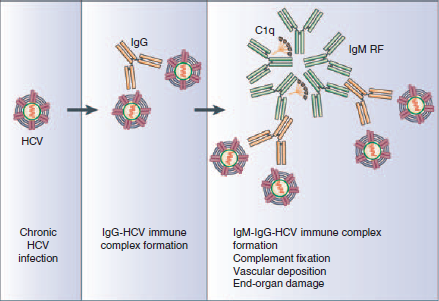 C1q
IgG
IgM RF
HCV
Chronic
HCV
infection
IgG-HCV immune
complex formation
IgM-IgG-HCV immune complex
formation
Complement fixation
Vascular deposition
End-organ damage